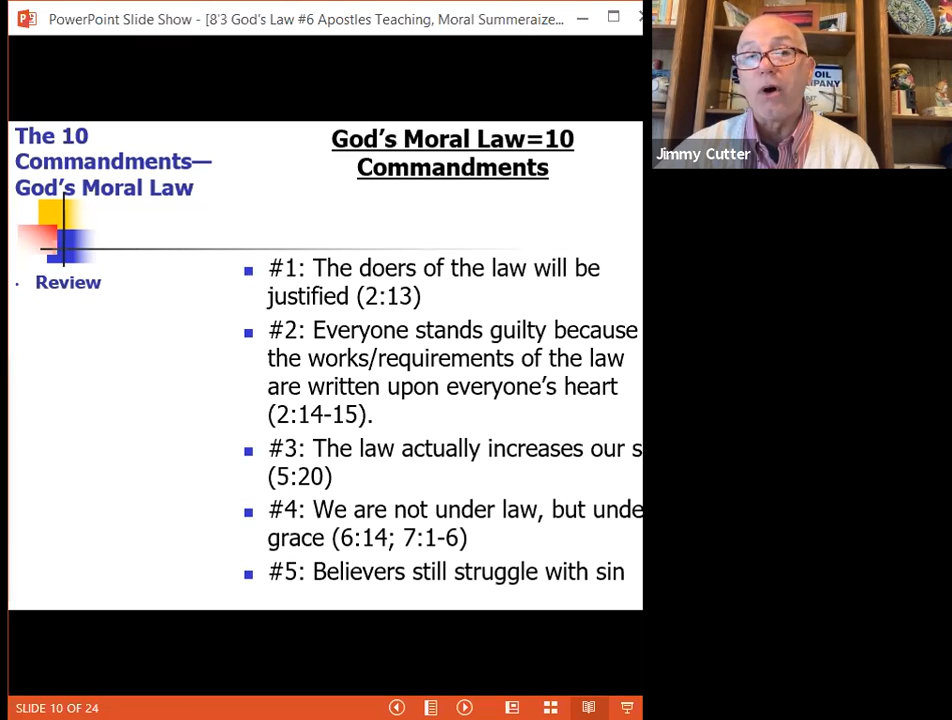 PowerPoint Slide Show - [8'3 God's Law #6 Apostles Teaching, Moral Summeraize...
OIL
COMPANY
Jimmy Cutter
The 10
Commandments—
God's Moral Law
God's Moral Law=10
Commandments
Review
#1: The doers of the law will be
justified (2:13)
#2: Everyone stands guilty because
the works/requirements of the law
are written upon everyone's heart
(2:14-15).
#3: The law actually increases our s
(5:20)
#4: We are not under law, but unde
grace (6:14; 7:1-6)
#5: Believers still struggle with sin
SLIDE 10 OF 24